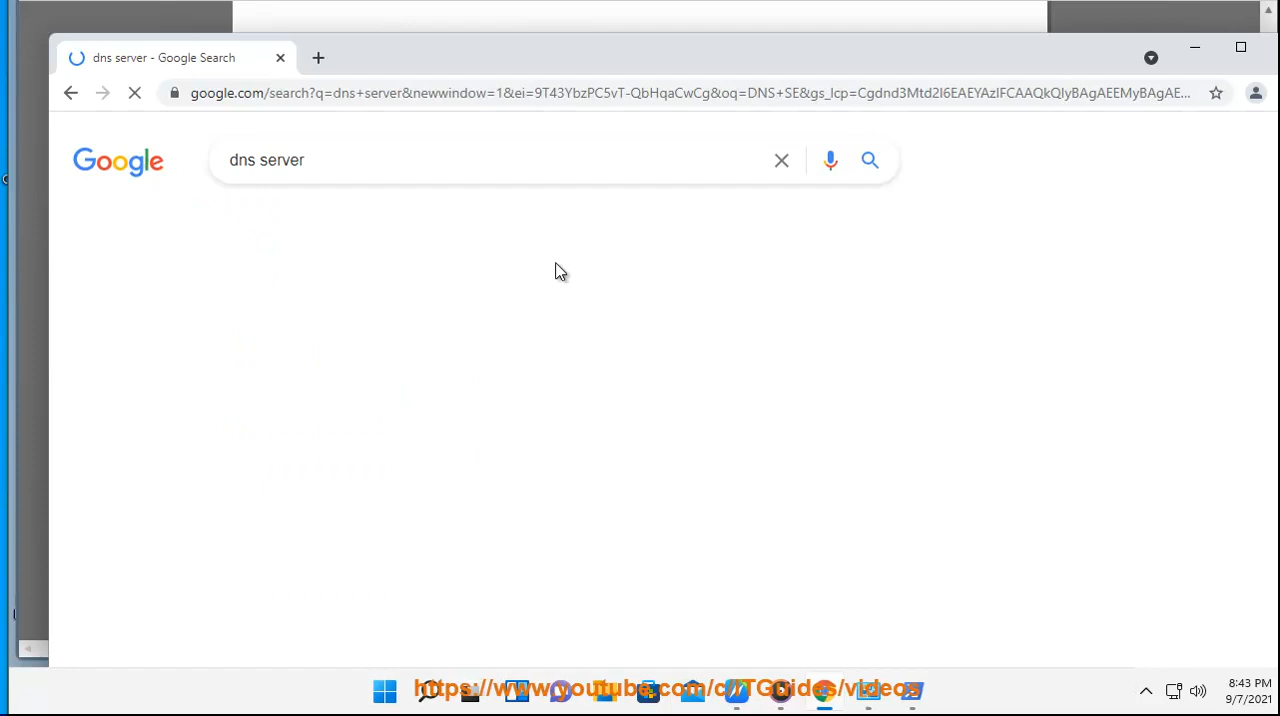 dns server - Google Search
google.com/search?q=dns+server&newwindow=1&ei=9T43YbzPC5vT-QbHqaCwCg&oq=DNS+SE&gs_lcp=Cgdnd3Mtd2l6EAEYAzIFCAAQkQIyBAgAEEMyBAgAE...
Google
dns server
https://www.youtube.com/c/ITGuides/videos
8:43 PM
9/7/2021